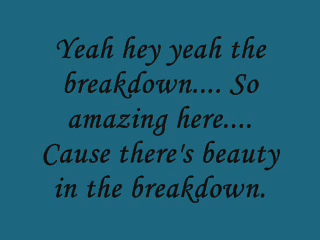 Yeah hey yeah the
breakdown.... So
amazing here....
Cause there's beauty
in the breakdown.